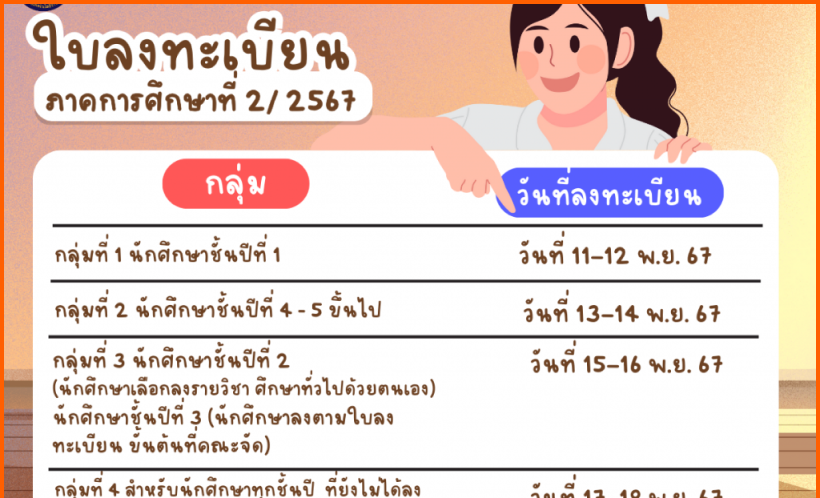 ใบลงทะเบียน
ภาคการศึกษาที่ 2/ 2567
กลุ่ม
วันที่ลงทะเบียน
กลุ่มที่ 1 นักศึกษาชั้นปีที่ 1
วันที่ 11-12 พ.ย. 67
กลุ่มที่ 2 นักศึกษาชั้นปีที่ 4 - 5 ขึ้นไป
วันที่ 13-14 พ.ย. 67
กลุ่มที่ 3 นักศึกษาชั้นปีที่ 2
วันที่ 15-16 พ.ย. 67
(นักศึกษาเลือกลงรายวิชา ศึกษาทั่วไปด้วยตนเอง)
นักศึกษาชั้นปีที่ 3 (นักศึกษาลงตามใบลง
ทะเบียน ขั้นต้นที่คณะจัด)
กลุ่มที่ 4 สำหรับนักศึกษาทุกชั้นปี ที่ยังไม่ได้ลง
วันที่ 17-18 พ.ย. 67